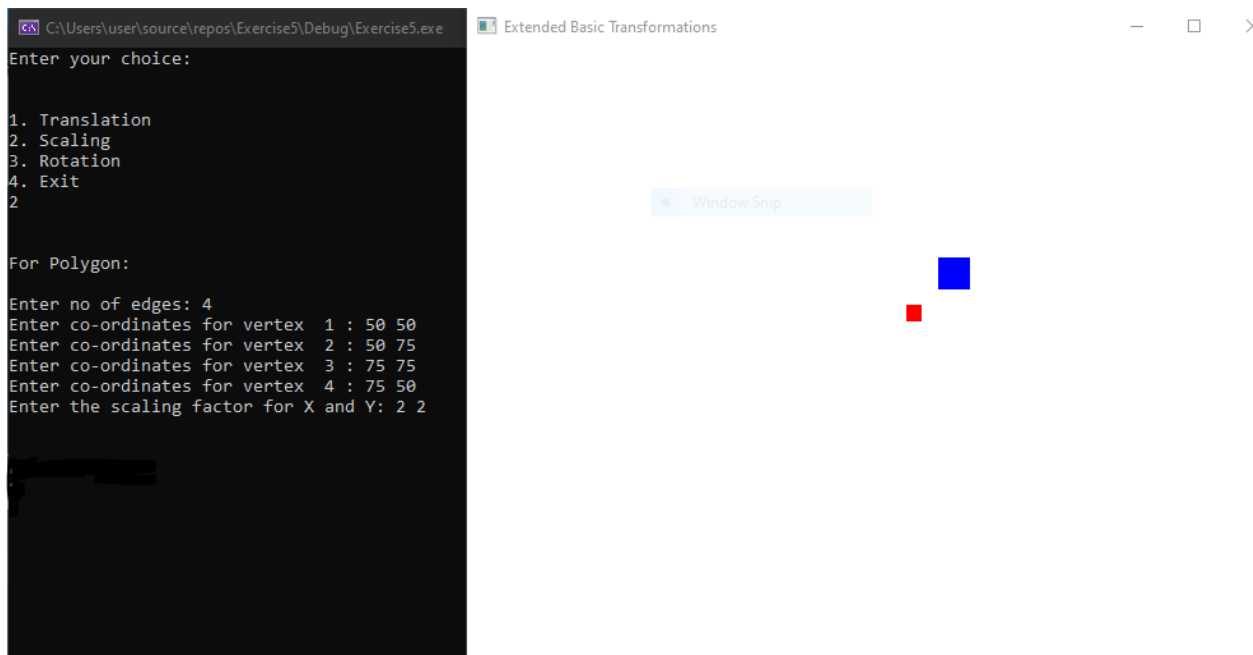 C:\Users\user\source\repos\Exercise5\Debug\Exercise5.exe
Enter your choice:
1. Translation
2. Scaling
3. Rotation
4. Exit
2
For Polygon:
Enter no of edges: 4
Enter co-ordinates for vertex  1 : 50 50
Enter co-ordinates for vertex  2 : 50 75
Enter co-ordinates for vertex  3 : 75 75
Enter co-ordinates for vertex  4 : 75 50
Enter the scaling factor for X and Y: 2 2
Extended Basic Transformations
Window Snip